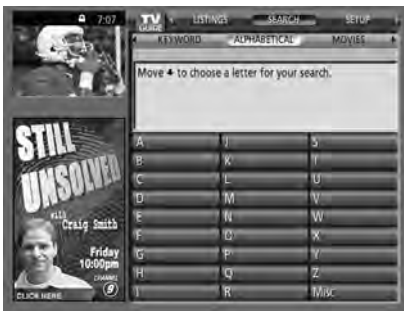 7:07
TV GUIDE
LISTINGS
SEARCH
SETUP
KEYWORD
ALPHABETICAL
MOVIES
Move ↓ to choose a letter for your search.
A
B
C
D
E
F
G
H
I
J
K
L
M
N
O
P
Q
R
S
T
U
V
W
X
Y
Z
Misc
STILL
UNSOLVED
with
Craig Smith
Friday
10:00pm
CHANNEL
9
CLICK HERE